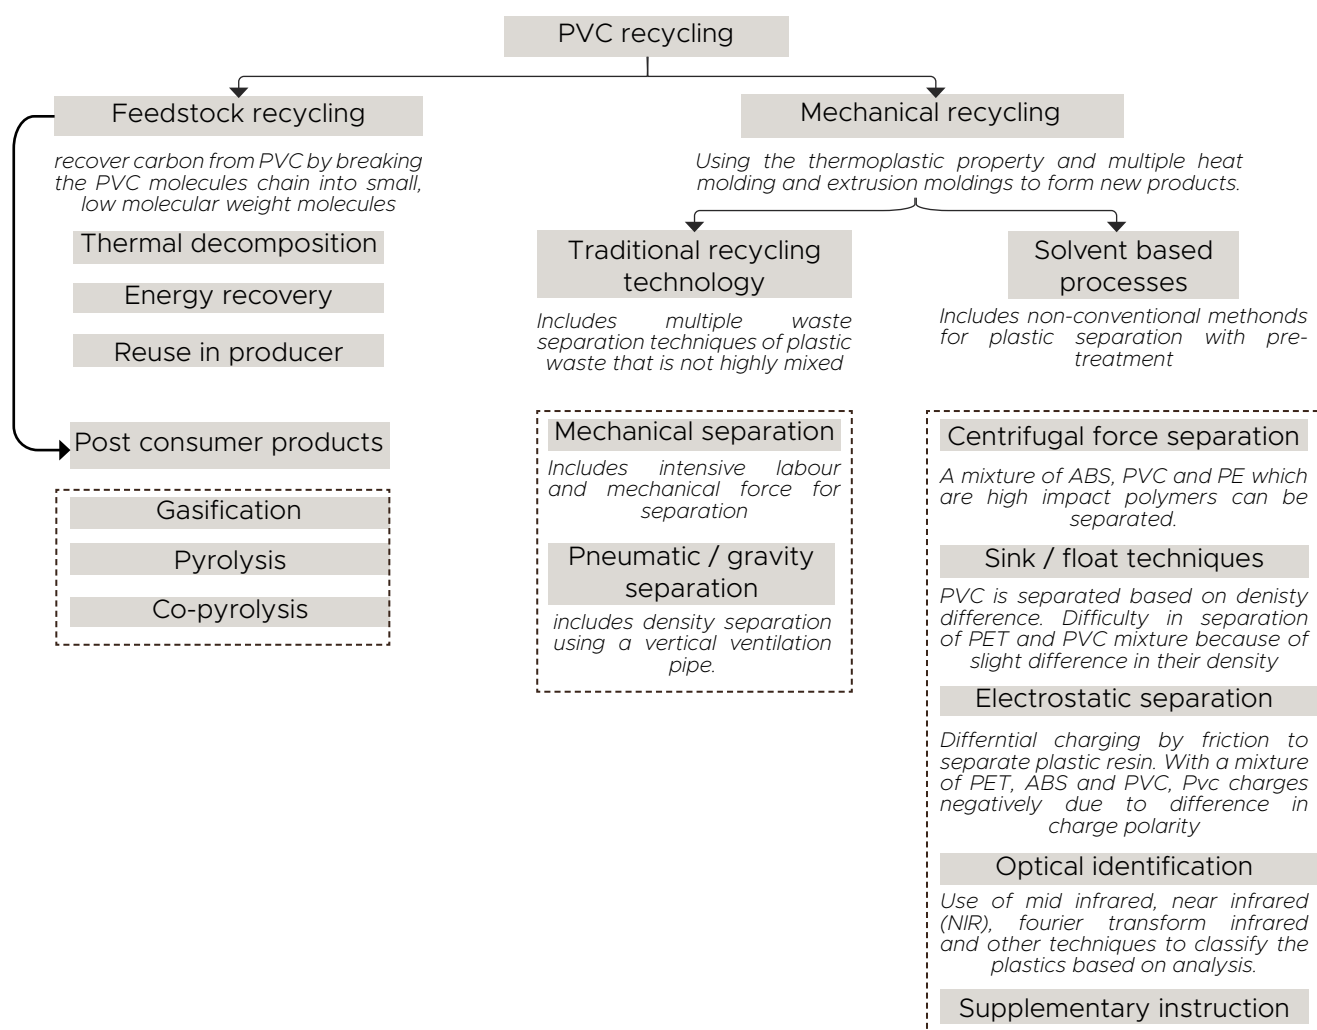 PVC recycling
Feedstock recycling
recover carbon from PVC by breaking
the PVC molecules chain into small,
low molecular weight molecules
Thermal decomposition
Energy recovery
Reuse in producer
Post consumer products
Gasification
Pyrolysis
Co-pyrolysis
Mechanical recycling
Using the thermoplastic property and multiple heat
molding and extrusion moldings to form new products.
Traditional recycling
technology
Includes multiple waste
separation techniques of plastic
waste that is not highly mixed
Mechanical separation
Includes intensive labour
and mechanical force for
separation
Pneumatic / gravity
separation
includes density separation
using a vertical ventilation
pipe.
Solvent based
processes
Includes non-conventional methonds
for plastic separation with pre-
treatment
Centrifugal force separation
A mixture of ABS, PVC and PE which
are high impact polymers can be
separated.
Sink / float techniques
PVC is separated based on denisty
difference. Difficulty in separation
of PET and PVC mixture because of
slight difference in their density
Electrostatic separation
Differntial charging by friction to
separate plastic resin. With a mixture
of PET, ABS and PVC, Pvc charges
negatively due to difference in
charge polarity
Optical identification
Use of mid infrared, near infrared
(NIR), fourier transform infrared
and other techniques to classify the
plastics based on analysis.
Supplementary instruction